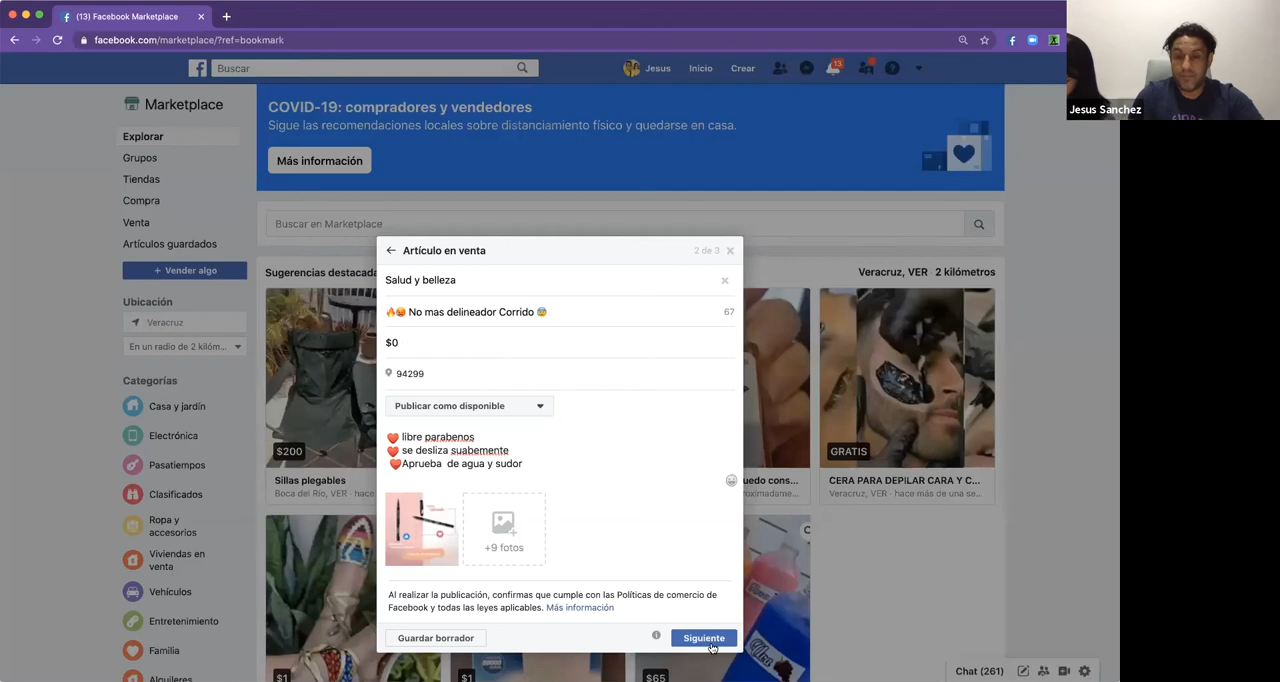 (13) Facebook Marketplace
facebook.com/marketplace/?ref=bookmark
Jesus Sanchez
Buscar
Jesus
Inicio
Crear
13
Marketplace
Explorar
Grupos
Tiendas
Compra
Venta
Artículos guardados
+ Vender algo
Ubicación
Veracruz
En un radio de 2 kilóm...
Categorías
Casa y jardín
Electrónica
Pasatiempos
Clasificados
Ropa y
accesorios
Viviendas en
venta
Vehículos
Entretenimiento
Familia
Alquileres
COVID-19: compradores y vendedores
Sigue las recomendaciones locales sobre distanciamiento físico y quedarse en casa.
Más información
Buscar en Marketplace
Sugerencias destacada
Veracruz, VER 2 kilómetros
Artículo en venta
2 de 3
Salud y belleza
🔥😡 No mas delineador Corrido 😰
67
$0
94299
Publicar como disponible
❤️ libre parabenos
❤️ se desliza suabemente
❤️Aprueba de agua y sudor
+9 fotos
Al realizar la publicación, confirmas que cumple con las Políticas de comercio de
Facebook y todas las leyes aplicables. Más información
Guardar borrador
Siguiente
$200
Sillas plegables
Boca del Río, VER · hace
uedo cons...
roximadame...
GRATIS
CERA PARA DEPILAR CARA Y C...
Veracruz, VER · hace más de una se...
$1
$1
$65
Chat (261)